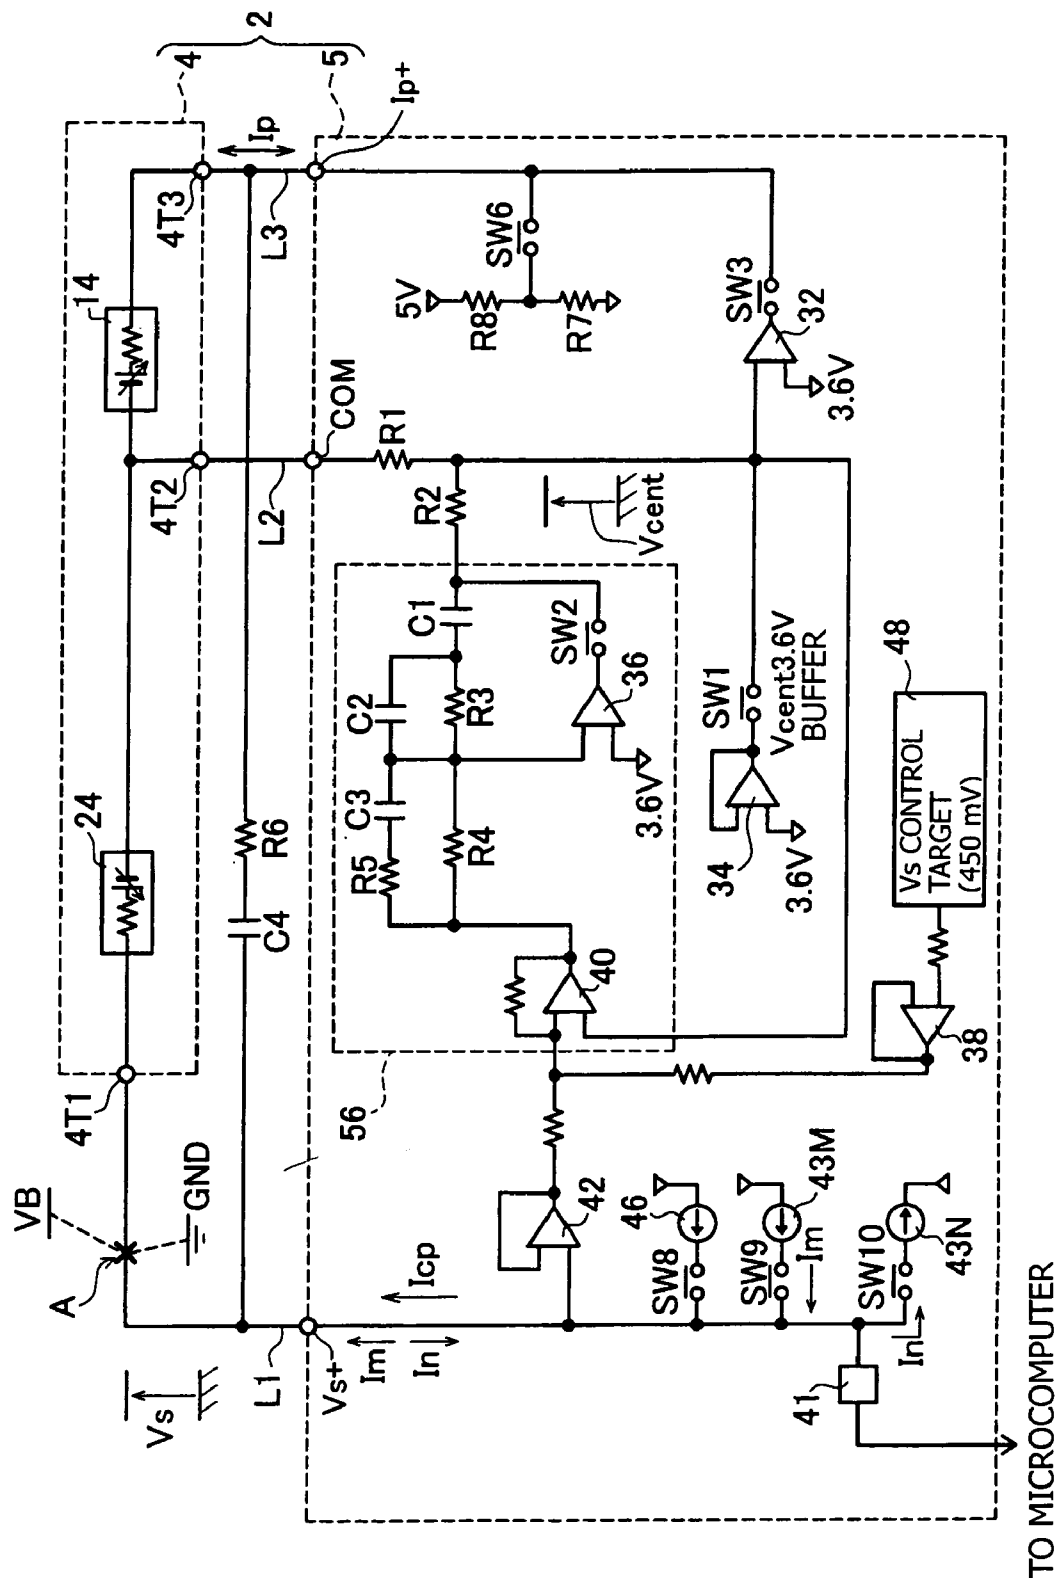 2
4
5
Ip
Ip+
4T3
L3
14
SW6
5V
R8
R7
SW3
32
3.6V
COM
R1
4T2
L2
R2
Vcent
C1
SW2
C2
R3
36
3.6V
C3
R5
R4
SW1
Vcent3.6V
BUFFFER
34
3.6V
48
Vs CONTROL
TARGET
(450 mV)
24
R6
C4
40
38
4T1
56
VB
GND
A
42
46
SW8
43M
SW9
Im
SW10
43N
In
Icp
Im
In
Vs+
L1
Vs
41
TO MICROCOMPUTER